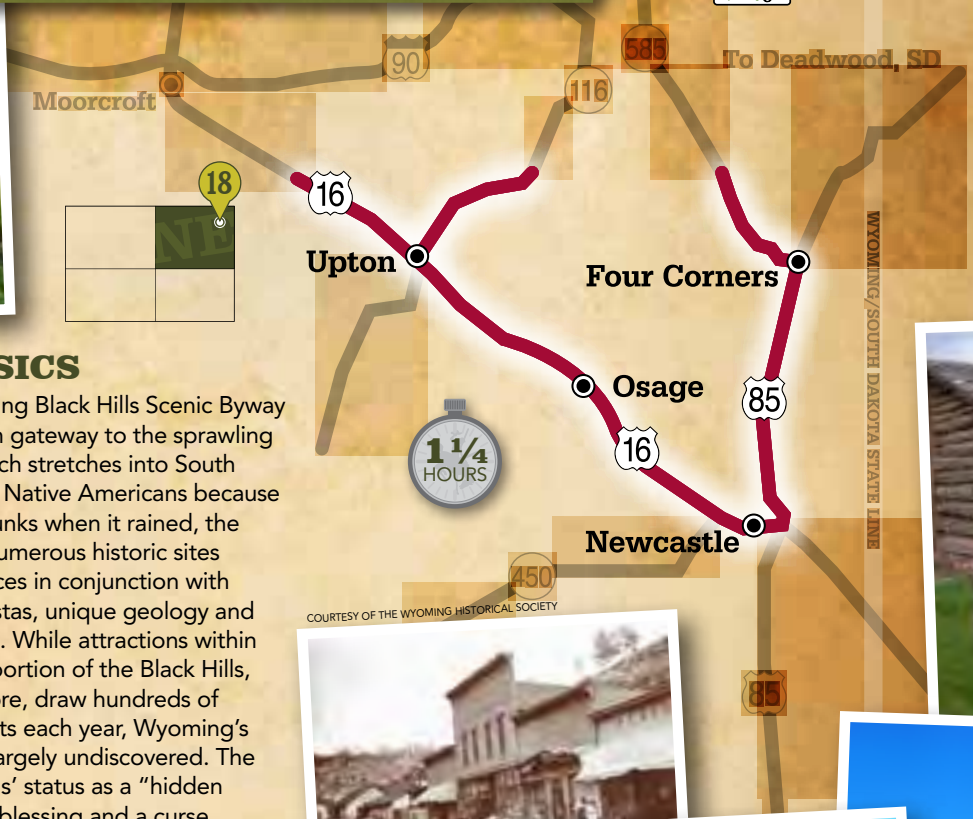 90
585
To Deadwood, SD
116
Moorcroft
18
NE
16
Upton
Four Corners
WYOMING/SOUTH DAKOTA STATE LINE
Osage
85
1¼
HOURS
16
Newcastle
450
85
SICS
ng Black Hills Scenic Byway
gateway to the sprawling
ch stretches into South
Native Americans because
unks when it rained, the
umerous historic sites
ces in conjunction with
stas, unique geology and
. While attractions within
portion of the Black Hills,
re, draw hundreds of
ts each year, Wyoming's
argely undiscovered. The
s' status as a "hidden
blessing and a curse
COURTESY OF THE WYOMING HISTORICAL SOCIETY